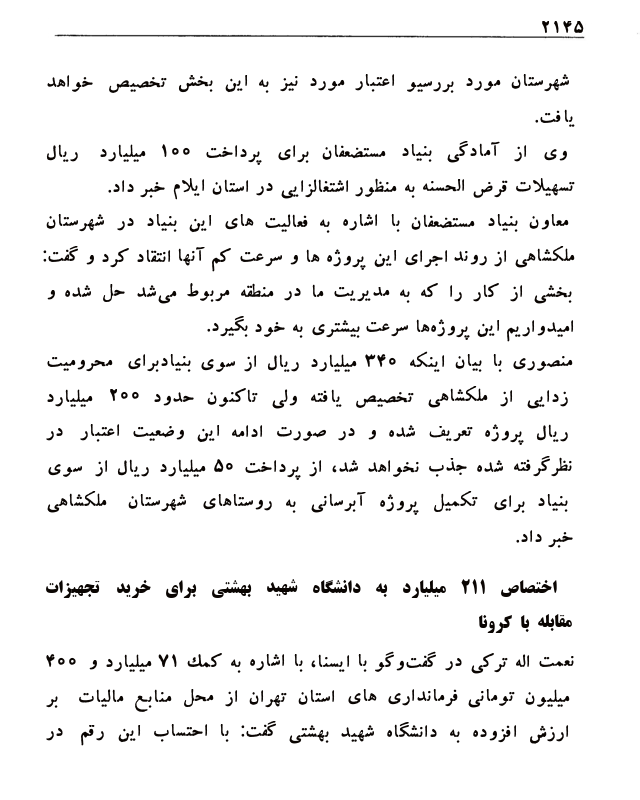 ۲۱۴۵
شهرستان مورد بررسیو اعتبار مورد نیز به این بخش تخصیص خواهد
یافت.
وی از آمادگی بنیاد مستضعفان برای پرداخت ۱۰۰ میلیارد ریال
تسهیلات قرض الحسنه به منظور اشتغالزایی در استان ایلام خبر داد.
معاون بنیاد مستضعفان با اشاره به فعالیت های این بنیاد در شهرستان
ملکشاهی از روند اجرای این پروژه ها و سرعت کم آنها انتقاد کرد و گفت:
بخشی از کار را که به مدیریت ما در منطقه مربوط می‌شد حل شده و
امیدواریم این پروژه‌ها سرعت بیشتری به خود بگیرد.
منصوری با بیان اینکه ۳۴۰ میلیارد ریال از سوی بنیادبرای محرومیت
زدایی از ملکشاهی تخصیص یافته ولی تاکنون حدود ۲۰۰ میلیارد
ریال پروژه تعریف شده و در صورت ادامه این وضعیت اعتبار در
نظرگرفته شده جذب نخواهد شد، از پرداخت ۵۰ میلیارد ریال از سوی
بنیاد برای تکمیل پروژه آبرسانی به روستاهای شهرستان ملکشاهی
خبر داد.
اختصاص ۲۱۱ میلیارد به دانشگاه شهید بهشتی برای خرید تجهیزات
مقابله با کرونا
نعمت اله ترکی در گفت‌وگو با ایسنا، با اشاره به کمك ۷۱ میلیارد و ۴۰۰
میلیون تومانی فرمانداری های استان تهران از محل منابع مالیات بر
ارزش افزوده به دانشگاه شهید بهشتی گفت: با احتساب این رقم در